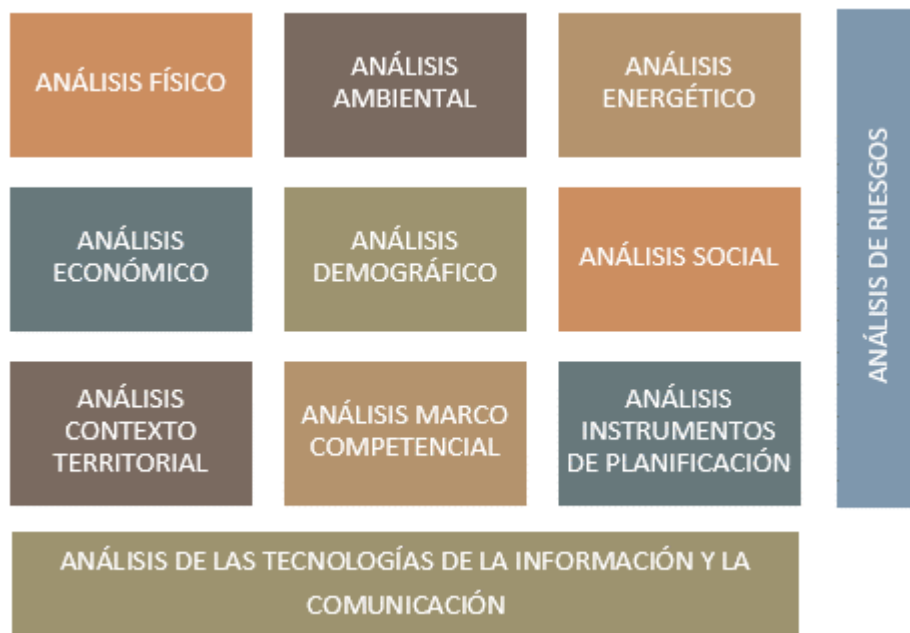 ANÁLISIS FÍSICO
ANÁLISIS
AMBIENTAL
ANÁLISIS
ENERGÉTICO
ANÁLISIS
ECONÓMICO
ANÁLISIS
DEMOGRÁFICO
ANÁLISIS SOCIAL
ANÁLISIS
CONTEXTO
TERRITORIAL
ANÁLISIS MARCO
COMPETENCIAL
ANÁLISIS
INSTRUMENTOS
DE PLANIFICACIÓN
ANÁLISIS DE RIESGOS
ANÁLISIS DE LAS TECNOLOGÍAS DE LA INFORMACIÓN Y LA
COMUNICACIÓN